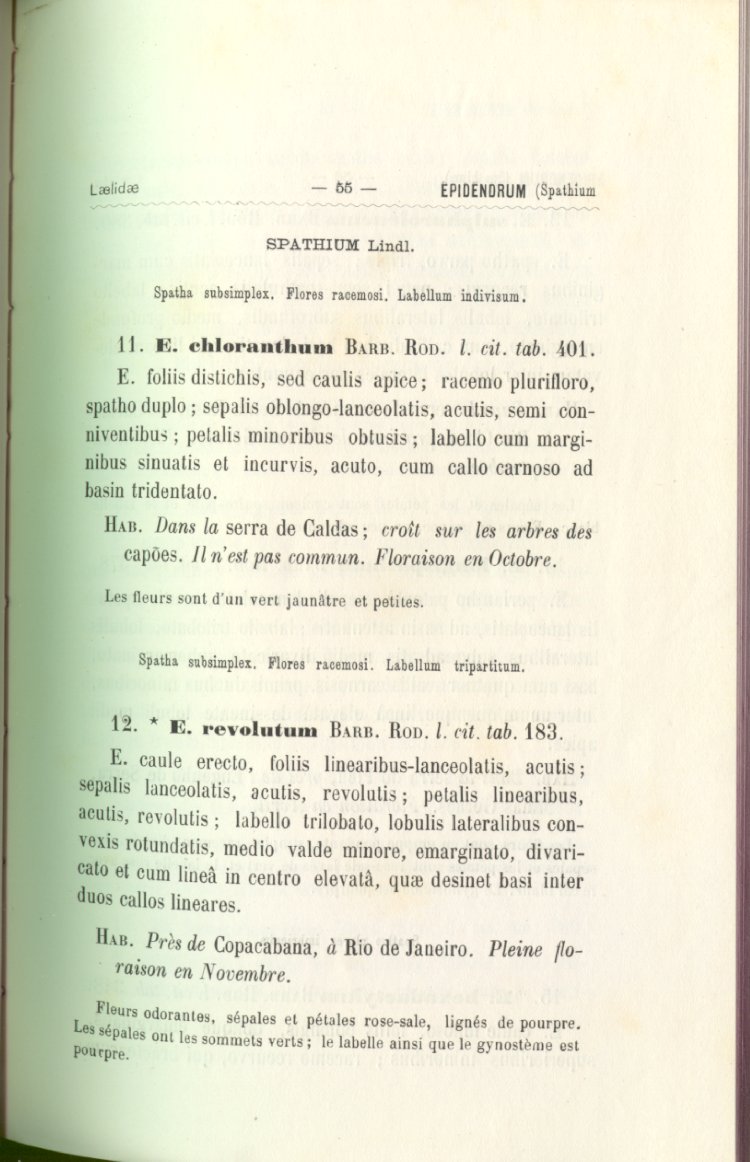 Lælidæ — 55 — EPIDENDRUM (Spathium
SPATHIUM Lindl.
Spatha subsimplex. Flores racemosi. Labellum indivisum.
11. E. chloranthum BARB. ROD. l. cit. tab. 401.
E. foliis distichis, sed caulis apice; racemo plurifloro,
spatho duplo; sepalis oblongo-lanceolatis, acutis, semi con-
niventibus; petalis minoribus obtusis; labello cum margi-
nibus sinuatis et incurvis, acuto, cum callo carnoso ad
basin tridentato.
HAB. Dans la serra de Caldas; croît sur les arbres des
capões. Il n'est pas commun. Floraison en Octobre.
Les fleurs sont d'un vert jaunâtre et petites.
Spatha subsimplex. Flores racemosi. Labellum tripartitum.
12. * E. revolutum BARB. ROD. l. cit. tab. 183.
E. caule erecto, foliis linearibus-lanceolatis, acutis;
sepalis lanceolatis, acutis, revolutis; petalis linearibus,
acutis, revolutis; labello trilobato, lobulis lateralibus con-
vexis rotundatis, medio valde minore, emarginato, divari-
cato et cum lineâ in centro elevatâ, quæ desinet basi inter
duos callos lineares.
HAB. Près de Copacabana, à Rio de Janeiro. Pleine flo-
raison en Novembre.
Fleurs odorantes, sépales et pétales rose-sale, lignés de pourpre.
Les sépales ont les sommets verts; le labelle ainsi que le gynostème est
pourpre.